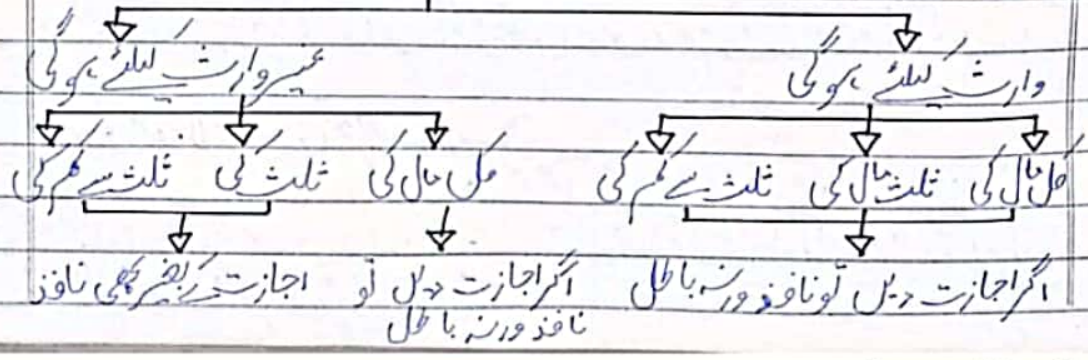 وارث کیلئے ہوگی
غیر وارث کیلئے ہوگی
کل مال کی
ثلث مال کی
ثلث سے کم کی
کل مال کی
ثلث کی
ثلث سے کم کی
اگر اجازت دیں تو نافذ ورنہ باطل
اگر اجازت دیں تو
نافذ ورنہ باطل
اجازت کے بغیر بھی نافذ